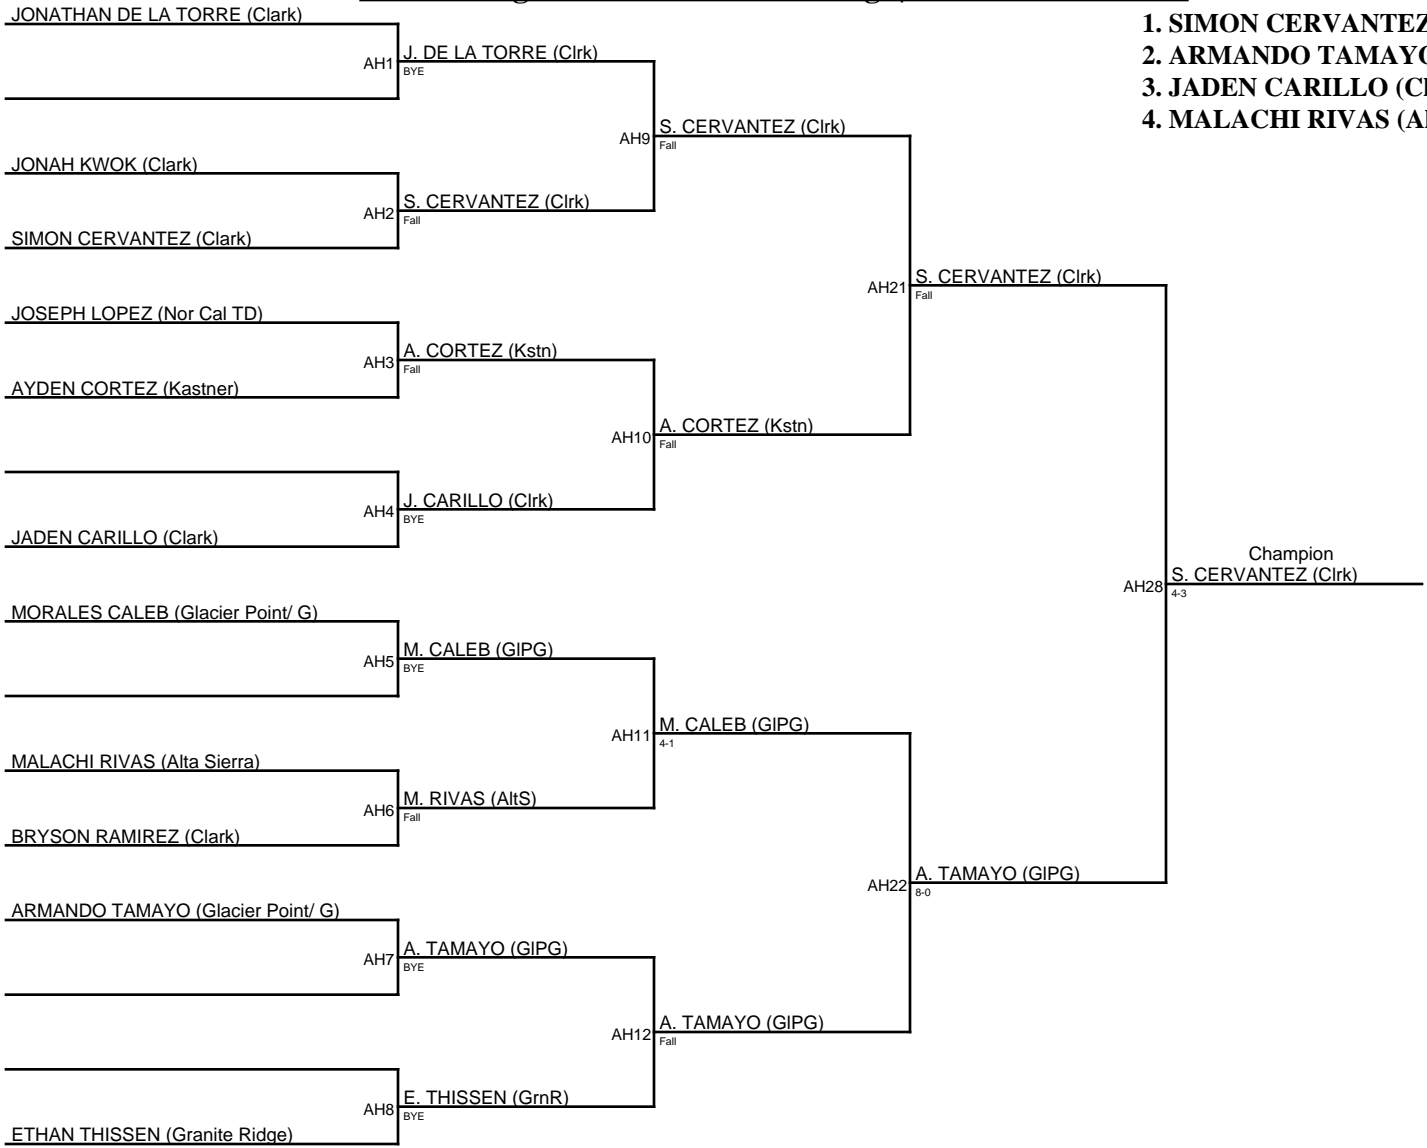 JONATHAN DE LA TORRE (Clark)
1. SIMON CERVANTEZ
2. ARMANDO TAMAYO
3. JADEN CARILLO
4. MALACHI RIVAS
AH1 J. DE LA TORRE (Clrk)
BYE
AH9 S. CERVANTEZ (Clrk)
Fall
JONAH KWOK (Clark)
AH2 S. CERVANTEZ (Clrk)
Fall
SIMON CERVANTEZ (Clark)
AH21 S. CERVANTEZ (Clrk)
Fall
JOSEPH LOPEZ (Nor Cal TD)
AH3 A. CORTEZ (Kstn)
Fall
AYDEN CORTEZ (Kastner)
AH10 A. CORTEZ (Kstn)
Fall
AH4 J. CARILLO (Clrk)
BYE
JADEN CARILLO (Clark)
Champion
AH28 S. CERVANTEZ (Clrk)
4-3
MORALES CALEB (Glacier Point/ G)
AH5 M. CALEB (GlPG)
BYE
AH11 M. CALEB (GlPG)
4-1
MALACHI RIVAS (Alta Sierra)
AH6 M. RIVAS (AltS)
Fall
BRYSON RAMIREZ (Clark)
AH22 A. TAMAYO (GlPG)
8-0
ARMANDO TAMAYO (Glacier Point/ G)
AH7 A. TAMAYO (GlPG)
BYE
AH12 A. TAMAYO (GlPG)
Fall
AH8 E. THISSEN (GrnR)
BYE
ETHAN THISSEN (Granite Ridge)